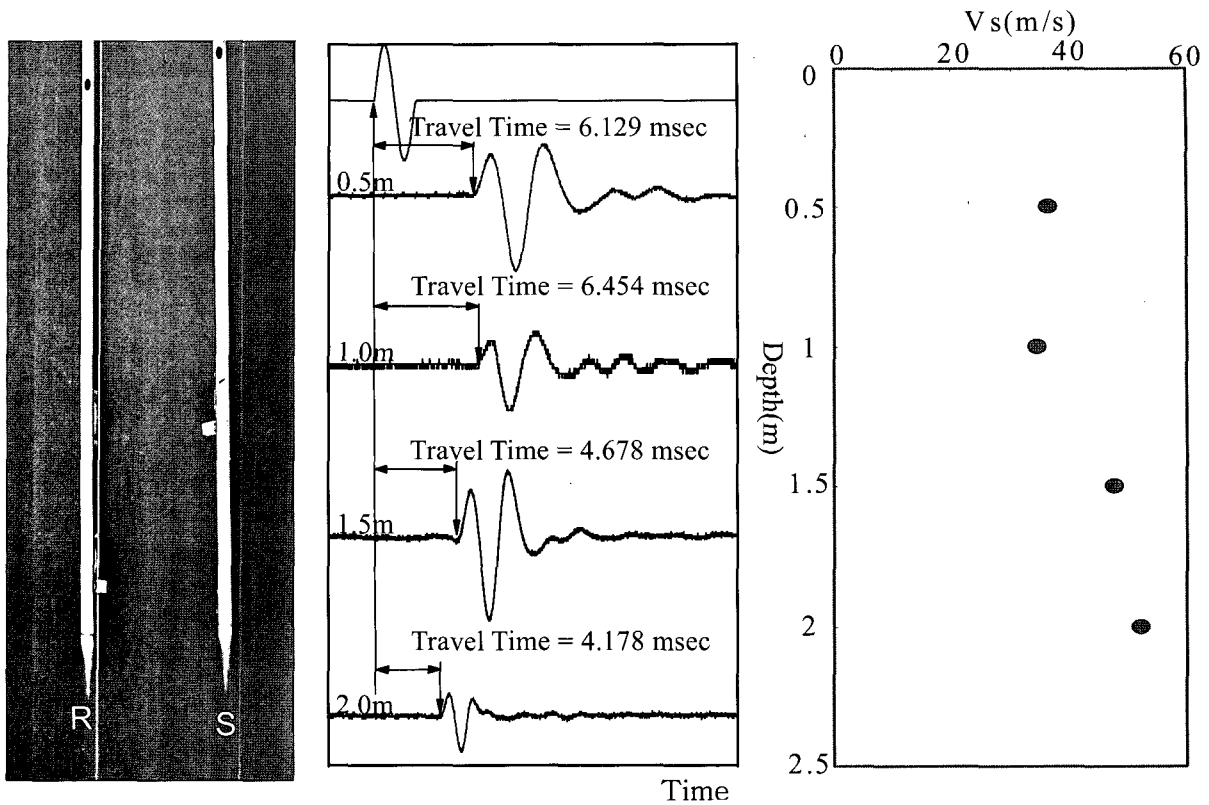 R
S
Travel Time = 6.129 msec
0.5m
Travel Time = 6.454 msec
1.0m
Travel Time = 4.678 msec
1.5m
Travel Time = 4.178 msec
2.0m
Time
Vs(m/s)
0 20 40 60
0
0.5
1
1.5
2
2.5
Depth(m)